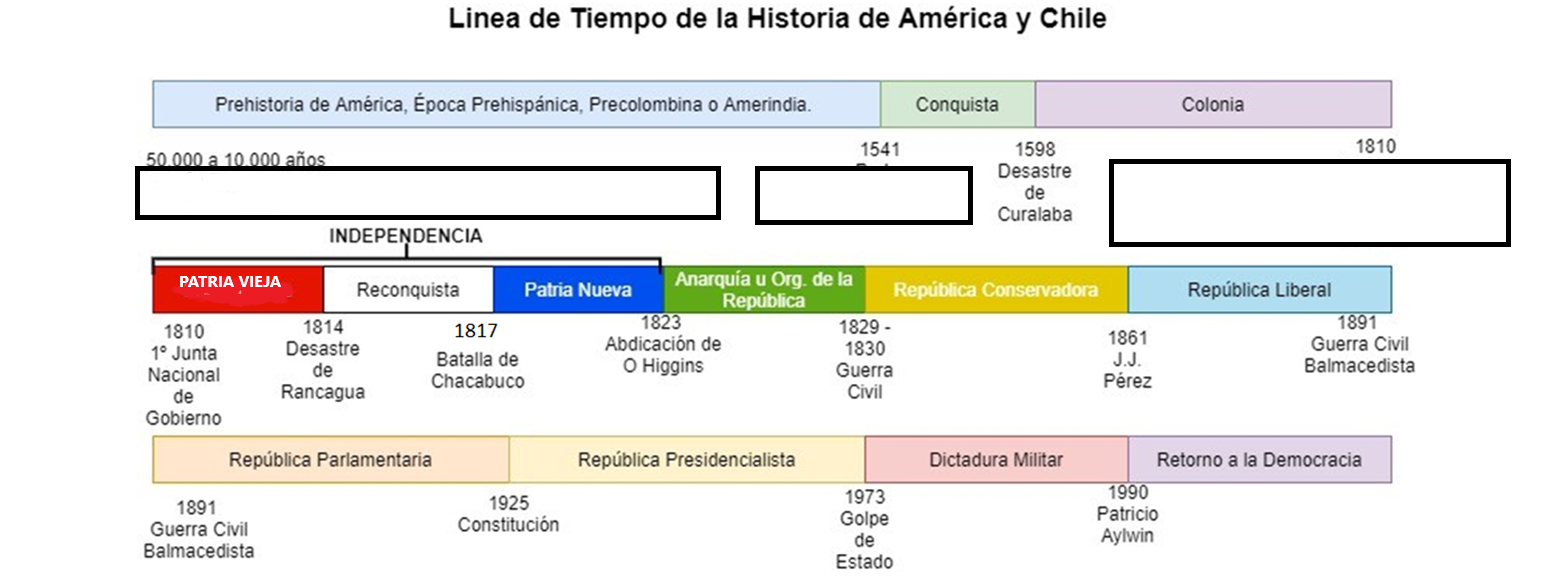 Linea de Tiempo de la Historia de América y Chile
Prehistoria de América, Época Prehispánica, Precolombina o Amerindia.
Conquista
Colonia
50.000 a 10.000 años
1541
1598
Desastre
de
Curalaba
1810
INDEPENDENCIA
PATRIA VIEJA
Reconquista
Patria Nueva
Anarquía u Org. de la
República
República Conservadora
República Liberal
1810
1º Junta
Nacional
de
Gobierno
1814
Desastre
de
Rancagua
1817
Batalla de
Chacabuco
1823
Abdicación de
O Higgins
1829 -
1830
Guerra
Civil
1861
J.J.
Pérez
1891
Guerra Civil
Balmacedista
República Parlamentaria
República Presidencialista
Dictadura Militar
Retorno a la Democracia
1891
Guerra Civil
Balmacedista
1925
Constitución
1973
Golpe
de
Estado
1990
Patricio
Aylwin